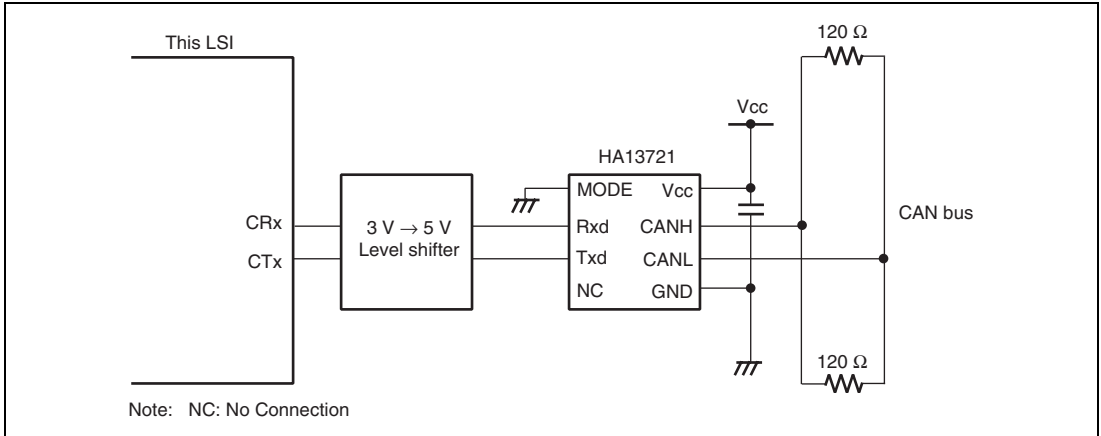 This LSI
120 Ω
Vcc
HA13721
MODE Vcc
CRx
3 V → 5 V
Level shifter
Rxd CANH
CAN bus
CTx
Txd CANL
NC GND
120 Ω
Note: NC: No Connection